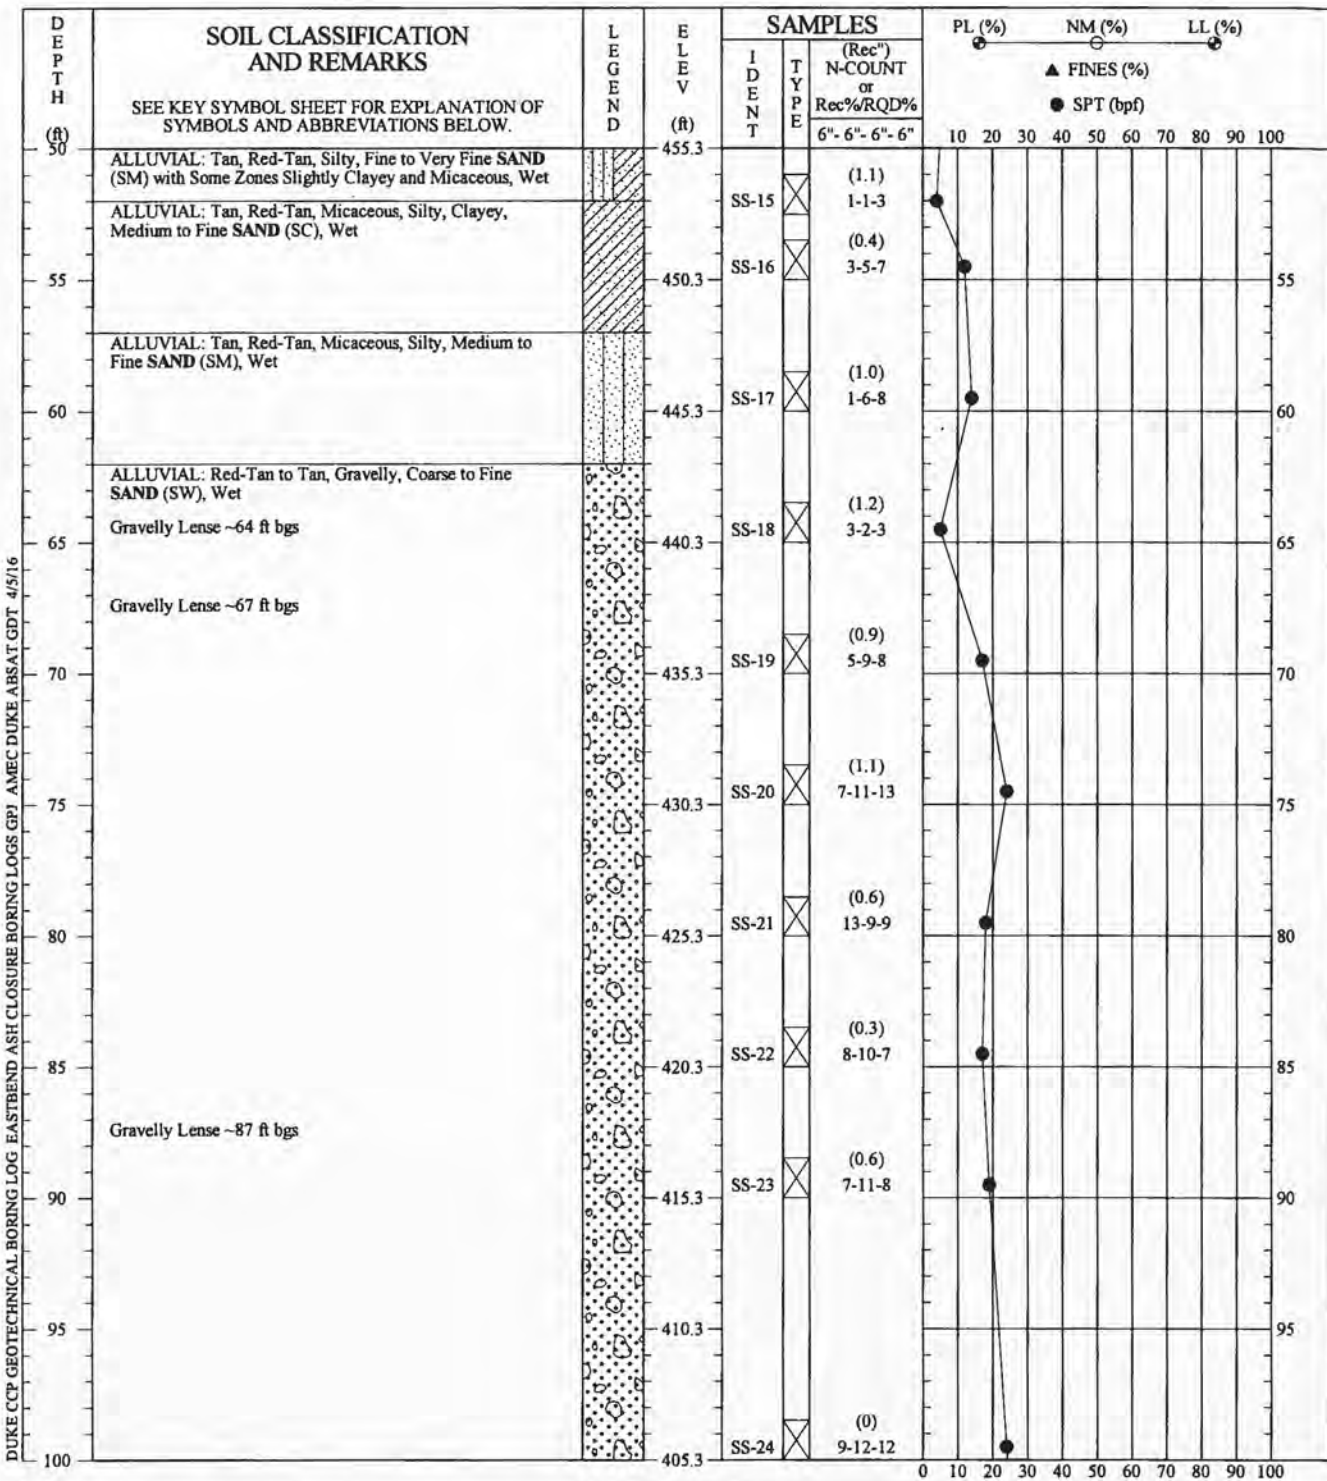 DEPTH
(ft)
SOIL CLASSIFICATION
AND REMARKS
SEE KEY SYMBOL SHEET FOR EXPLANATION OF
SYMBOLS AND ABBREVIATIONS BELOW.
LEGEND
ELEV
(ft)
SAMPLES
IDENT
TYPE
(Rec")
N-COUNT
or
Rec%/RQD%
6"- 6"- 6"- 6"
PL (%) NM (%) LL (%)
▲ FINES (%)
● SPT (bpf)
10 20 30 40 50 60 70 80 90 100
50 455.3
ALLUVIAL: Tan, Red-Tan, Silty, Fine to Very Fine SAND
(SM) with Some Zones Slightly Clayey and Micaceous, Wet
(1.1)
SS-15 1-1-3
ALLUVIAL: Tan, Red-Tan, Micaceous, Silty, Clayey,
Medium to Fine SAND (SC), Wet
(0.4)
SS-16 3-5-7
55 450.3 55
ALLUVIAL: Tan, Red-Tan, Micaceous, Silty, Medium to
Fine SAND (SM), Wet
(1.0)
SS-17 1-6-8
60 445.3 60
ALLUVIAL: Red-Tan to Tan, Gravelly, Coarse to Fine
SAND (SW), Wet
(1.2)
Gravelly Lense ~64 ft bgs
SS-18 3-2-3
65 440.3 65
Gravelly Lense ~67 ft bgs
(0.9)
SS-19 5-9-8
70 435.3 70
(1.1)
SS-20 7-11-13
75 430.3 75
(0.6)
SS-21 13-9-9
80 425.3 80
(0.3)
SS-22 8-10-7
85 420.3 85
Gravelly Lense ~87 ft bgs
(0.6)
SS-23 7-11-8
90 415.3 90
95 410.3 95
(0)
SS-24 9-12-12
100 405.3
0 10 20 30 40 50 60 70 80 90 100
DUKE CCP GEOTECHNICAL BORING LOG EASTBEND ASH CLOSURE BORING LOGS GPJ AMEC DUKE ABSAT GDT 4/5/16